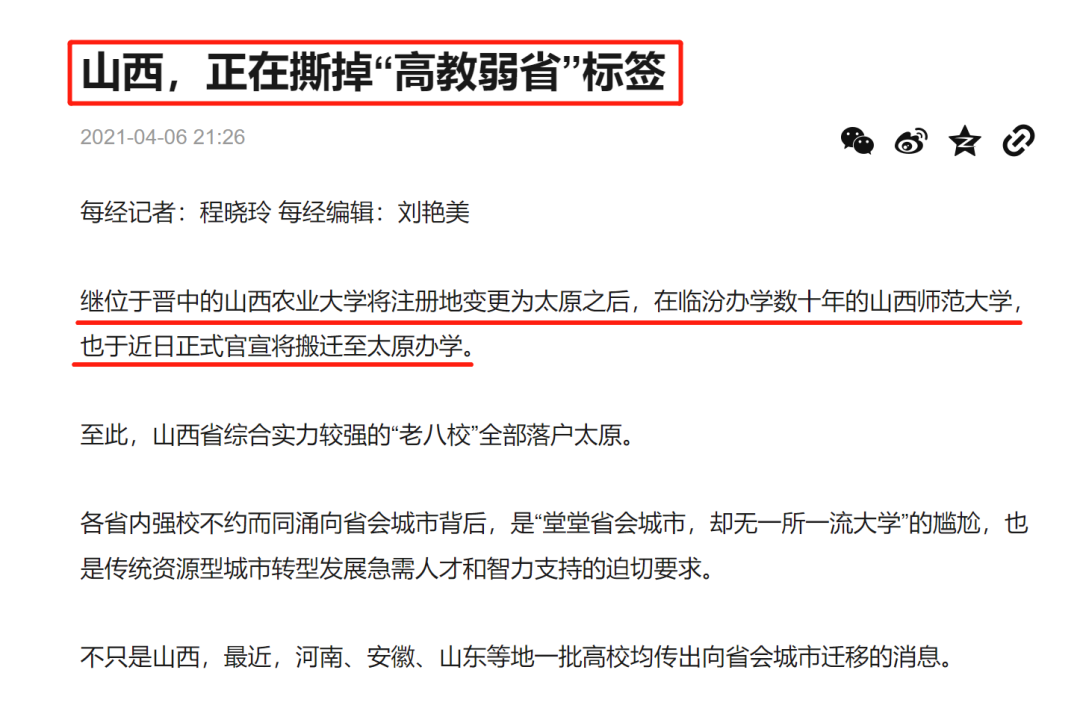 山西，正在撕掉“高教弱省”标签
2021-04-06 21:26
每经记者：程晓玲 每经编辑：刘艳美
继位于晋中的山西农业大学将注册地变更为太原之后，在临汾办学数十年的山西师范大学，
也于近日正式官宣将搬迁至太原办学。
至此，山西省综合实力较强的“老八校”全部落户太原。
各省内强校不约而同涌向省会城市背后，是“堂堂省会城市，却无一所一流大学”的尴尬，也
是传统资源型城市转型发展急需人才和智力支持的迫切要求。
不只是山西，最近，河南、安徽、山东等地一批高校均传出向省会城市迁移的消息。